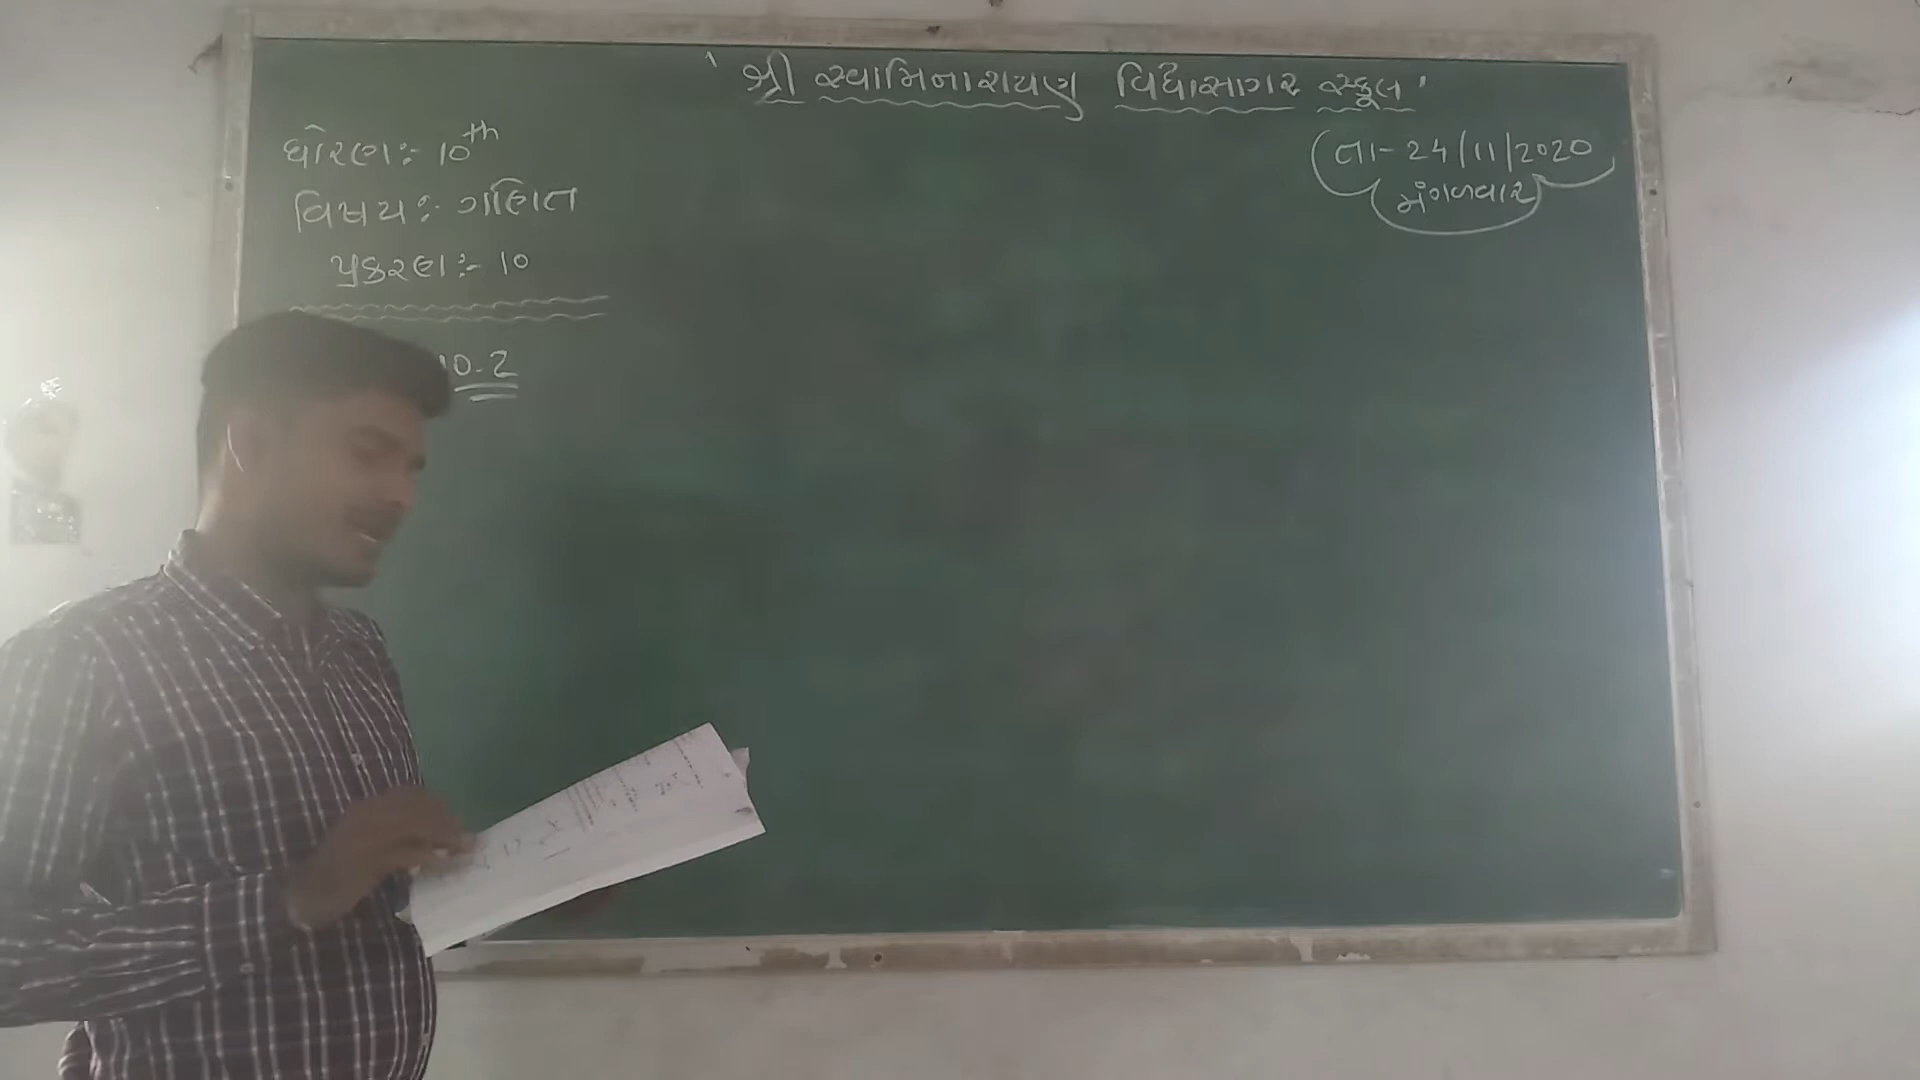 ' શ્રી સ્વામિનારાયણ વિદ્યાસાગર સ્કૂલ '
તા- 24/11/2020
મંગળવાર
ધોરણ:- 10th
વિષય:- ગણિત
પ્રકરણ:- 10
10.2